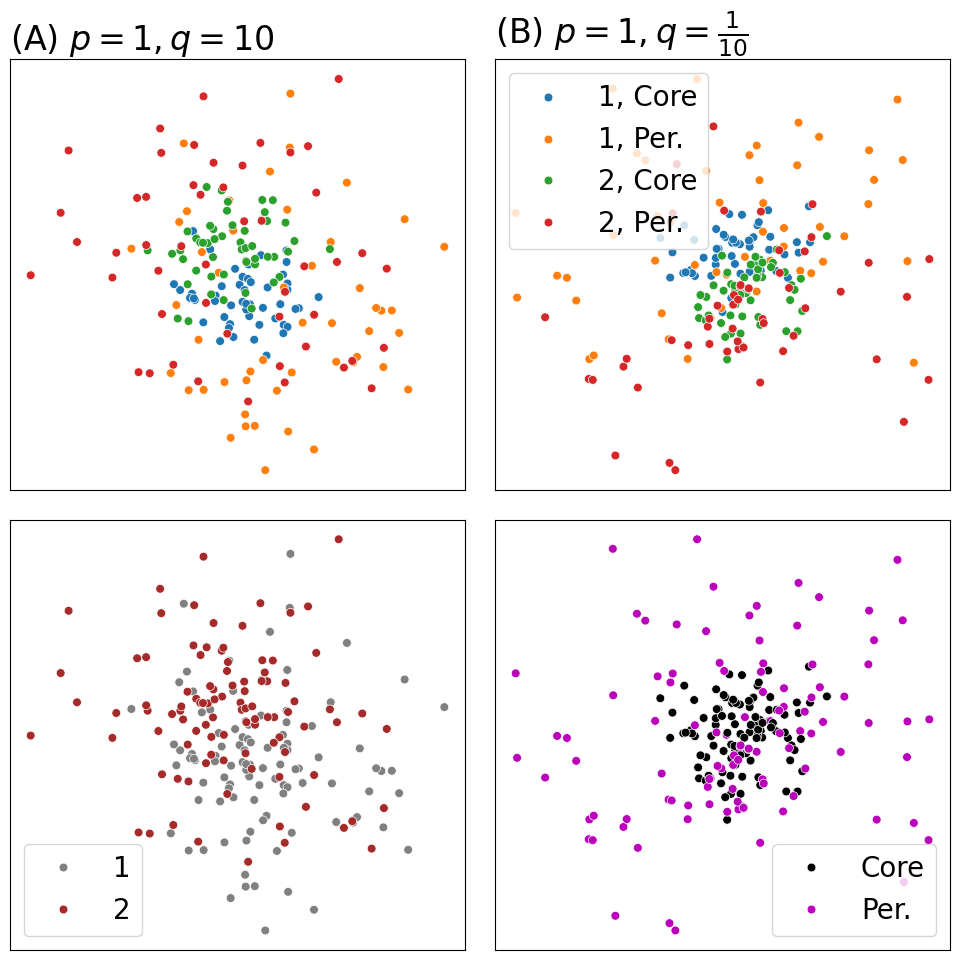 (A) p = 1, q = 10
(B) p = 1, q = 1/10
1, Core
1, Per.
2, Core
2, Per.
1
2
Core
Per.